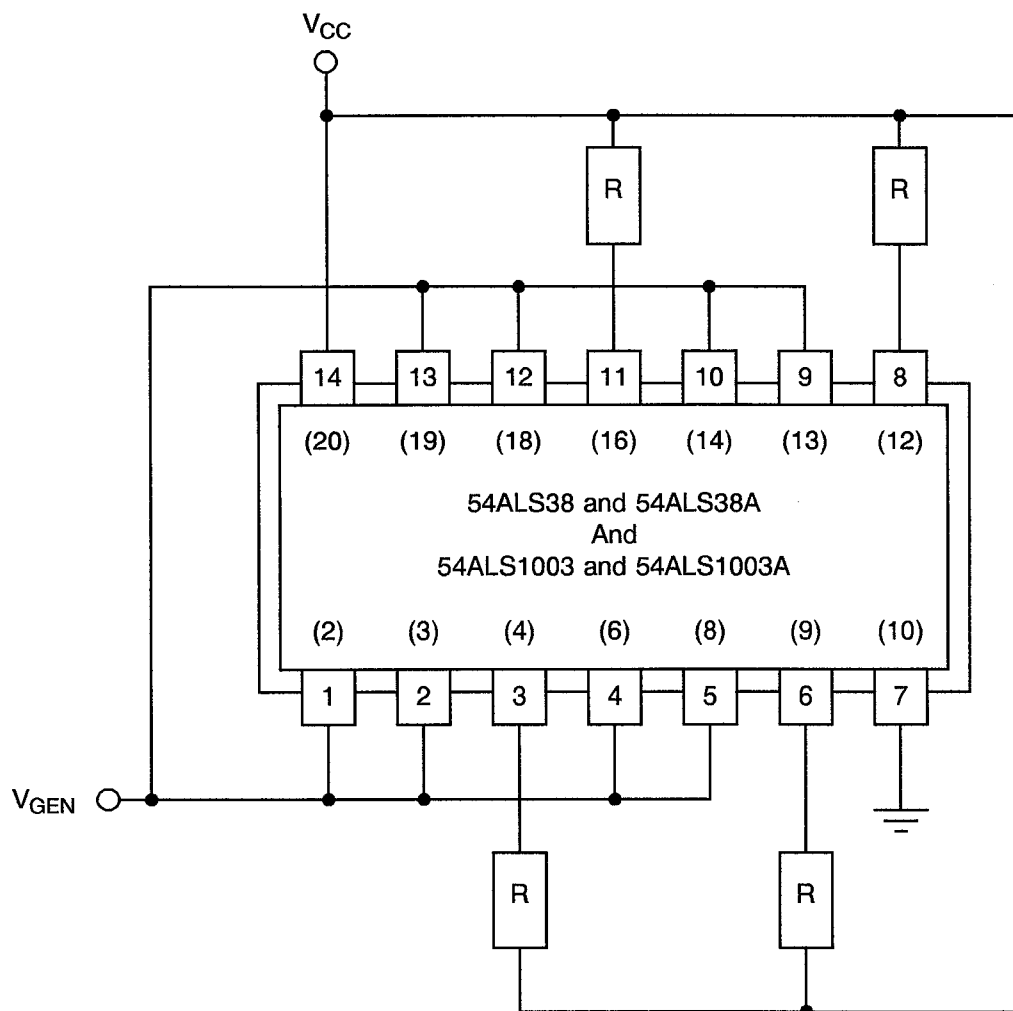 VCC
R R
14 13 12 11 10 9 8
(20) (19) (18) (16) (14) (13) (12)
54ALS38 and 54ALS38A
And
54ALS1003 and 54ALS1003A
(2) (3) (4) (6) (8) (9) (10)
1 2 3 4 5 6 7
VGEN
R R